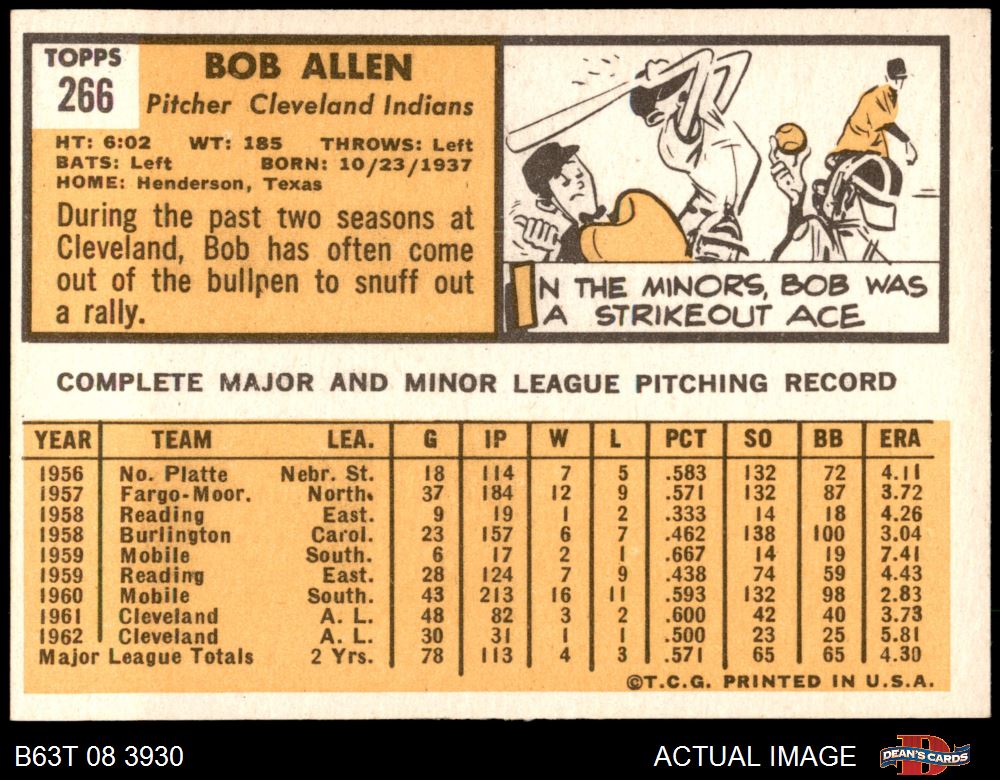 TOPPS
266
BOB ALLEN
Pitcher Cleveland Indians
HT: 6:02 WT: 185 THROWS: Left
BATS: Left BORN: 10/23/1937
HOME: Henderson, Texas
During the past two seasons at
Cleveland, Bob has often come
out of the bullpen to snuff out
a rally.
IN THE MINORS, BOB WAS
A STRIKEOUT ACE
COMPLETE MAJOR AND MINOR LEAGUE PITCHING RECORD
YEAR TEAM LEA. G IP W L PCT SO BB ERA
1956 No. Platte Nebr. St. 18 114 7 5 .583 132 72 4.11
1957 Fargo-Moor. North. 37 184 12 9 .571 132 87 3.72
1958 Reading East. 9 19 1 2 .333 14 18 4.26
1958 Burlington Carol. 23 157 6 7 .462 138 100 3.04
1959 Mobile South. 6 17 2 1 .667 14 19 7.41
1959 Reading East. 28 124 7 9 .438 74 59 4.43
1960 Mobile South. 43 213 16 11 .593 132 98 2.83
1961 Cleveland A. L. 48 82 3 2 .600 42 40 3.73
1962 Cleveland A. L. 30 31 1 1 .500 23 25 5.81
Major League Totals 2 Yrs. 78 113 4 3 .571 65 65 4.30
©T.C.G. PRINTED IN U.S.A.
B63T 08 3930 ACTUAL IMAGE DEAN'S CARDS